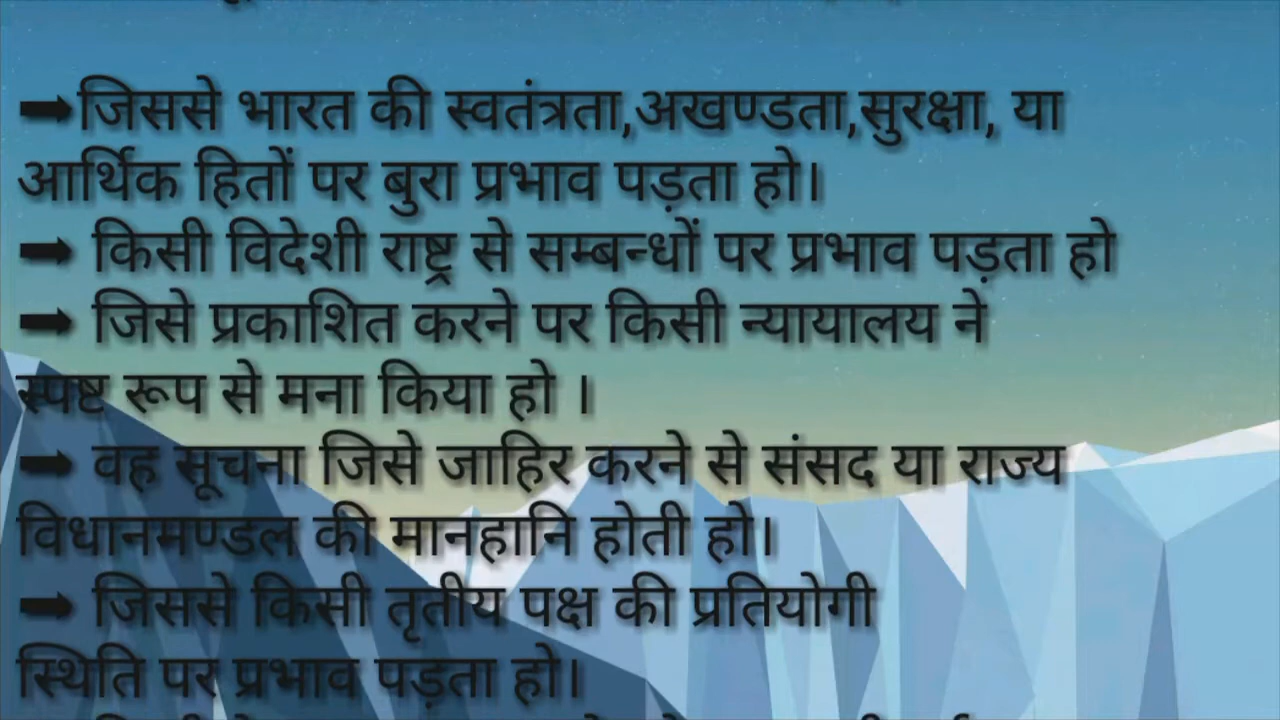 ➡जिससे भारत की स्वतंत्रता,अखण्डता,सुरक्षा, या
आर्थिक हितों पर बुरा प्रभाव पड़ता हो।
➡ किसी विदेशी राष्ट्र से सम्बन्धों पर प्रभाव पड़ता हो
➡ जिसे प्रकाशित करने पर किसी न्यायालय ने
स्पष्ट रूप से मना किया हो ।
➡ वह सूचना जिसे जाहिर करने से संसद या राज्य
विधानमण्डल की मानहानि होती हो।
➡ जिससे किसी तृतीय पक्ष की प्रतियोगी
स्थिति पर प्रभाव पड़ता हो।